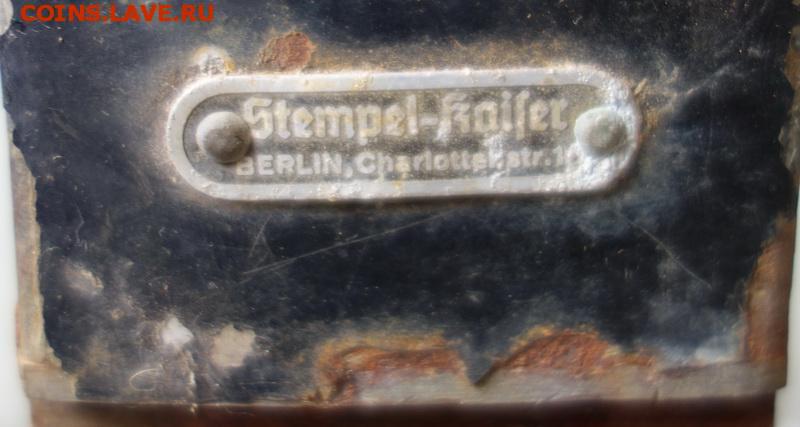 COINS.LAVE.RU
Stempel-Kaiser
BERLIN, Charlottenstr.